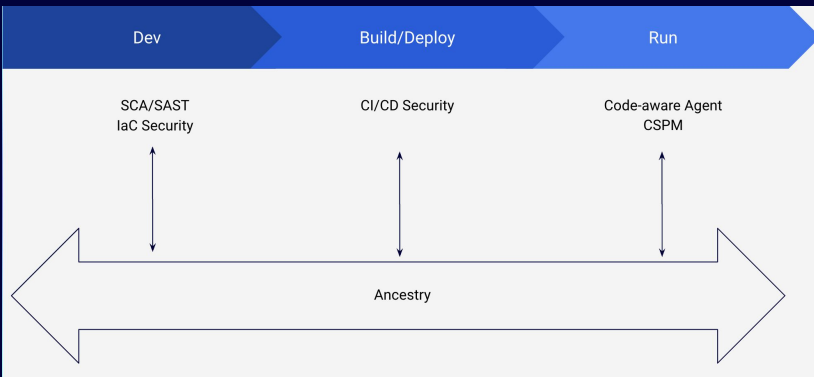 Dev
Build/Deploy
Run
SCA/SAST
IaC Security
CI/CD Security
Code-aware Agent
CSPM
Ancestry